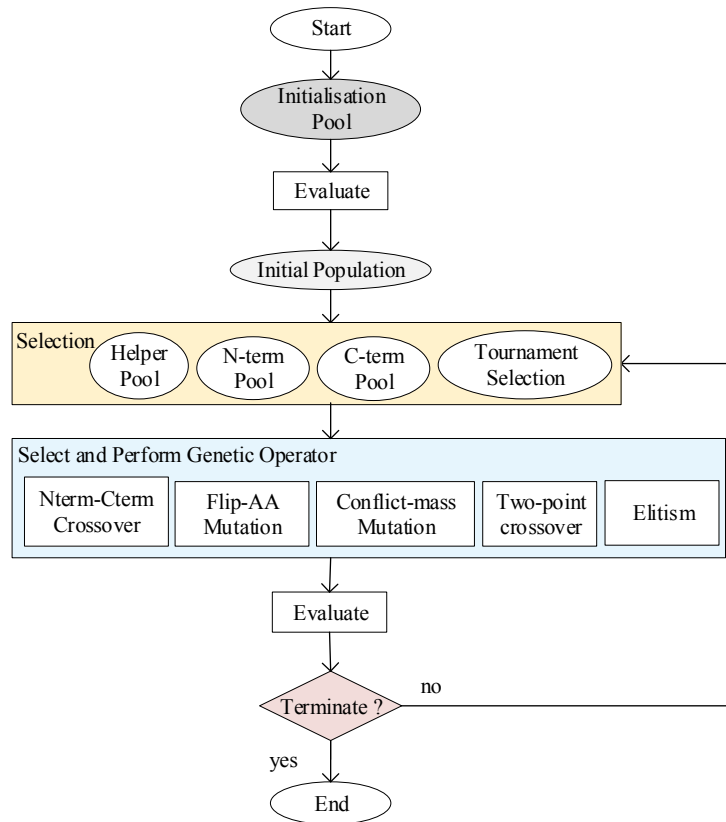 Start
Initialisation
Pool
Evaluate
Initial Population
Selection
Helper
Pool
N-term
Pool
C-term
Pool
Tournament
Selection
Select and Perform Genetic Operator
Nterm-Cterm
Crossover
Flip-AA
Mutation
Conflict-mass
Mutation
Two-point
crossover
Elitism
Evaluate
Terminate ?
no
yes
End